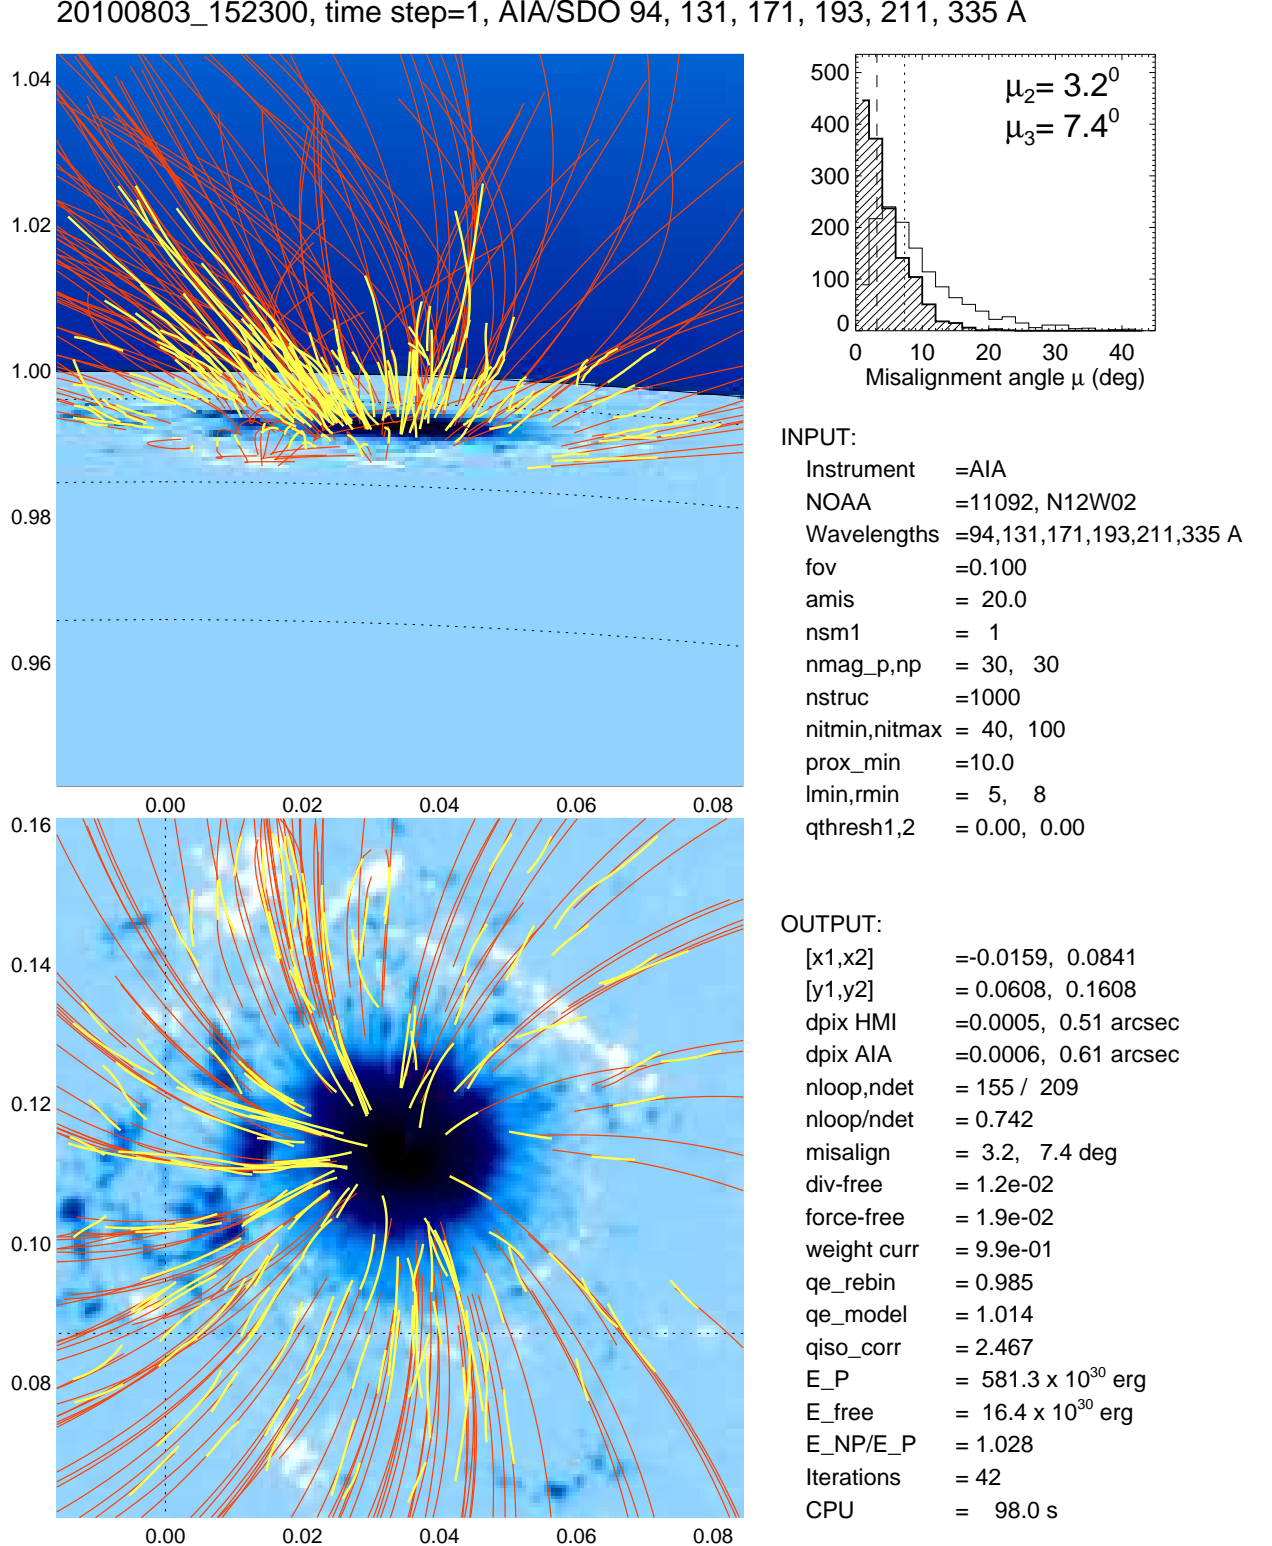 20100803_152300, time step=1, AIA/SDO 94, 131, 171, 193, 211, 335 A
1.04
1.02
1.00
0.98
0.96
0.00 0.02 0.04 0.06 0.08
0.16
0.14
0.12
0.10
0.08
0.00 0.02 0.04 0.06 0.08
500
400
300
200
100
0
μ2= 3.2⁰
μ3= 7.4⁰
0 10 20 30 40
Misalignment angle μ (deg)
INPUT:
Instrument =AIA
NOAA =11092, N12W02
Wavelengths =94,131,171,193,211,335 A
fov =0.100
amis = 20.0
nsm1 = 1
nmag_p,np = 30, 30
nstruc =1000
nitmin,nitmax = 40, 100
prox_min =10.0
lmin,rmin = 5, 8
qthresh1,2 = 0.00, 0.00
OUTPUT:
[x1,x2] =-0.0159, 0.0841
[y1,y2] = 0.0608, 0.1608
dpix HMI =0.0005, 0.51 arcsec
dpix AIA =0.0006, 0.61 arcsec
nloop,ndet = 155 / 209
nloop/ndet = 0.742
misalign = 3.2, 7.4 deg
div-free = 1.2e-02
force-free = 1.9e-02
weight curr = 9.9e-01
qe_rebin = 0.985
qe_model = 1.014
qiso_corr = 2.467
E_P = 581.3 x 10³⁰ erg
E_free = 16.4 x 10³⁰ erg
E_NP/E_P = 1.028
Iterations = 42
CPU = 98.0 s